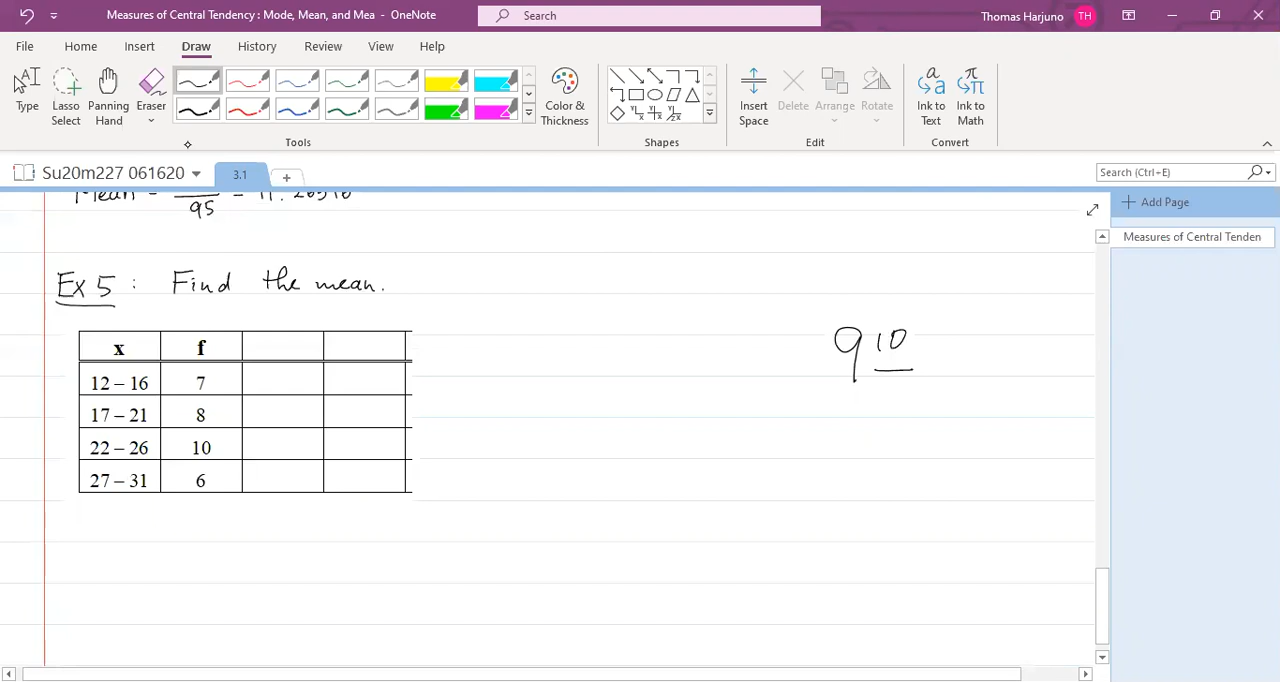 Measures of Central Tendency : Mode, Mean, and Mea - OneNote
Search
Thomas Harjuno TH
File Home Insert Draw History Review View Help
Type
Lasso Select
Panning Hand
Eraser
Color & Thickness
Insert Space
Delete
Arrange
Rotate
Ink to Text
Ink to Math
Tools
Shapes
Edit
Convert
Su20m227 061620
3.1
Search (Ctrl+E)
Add Page
Measures of Central Tenden
Mean =
95
Ex 5 : Find the mean.
x f
12 – 16 7
17 – 21 8
22 – 26 10
27 – 31 6
9 10